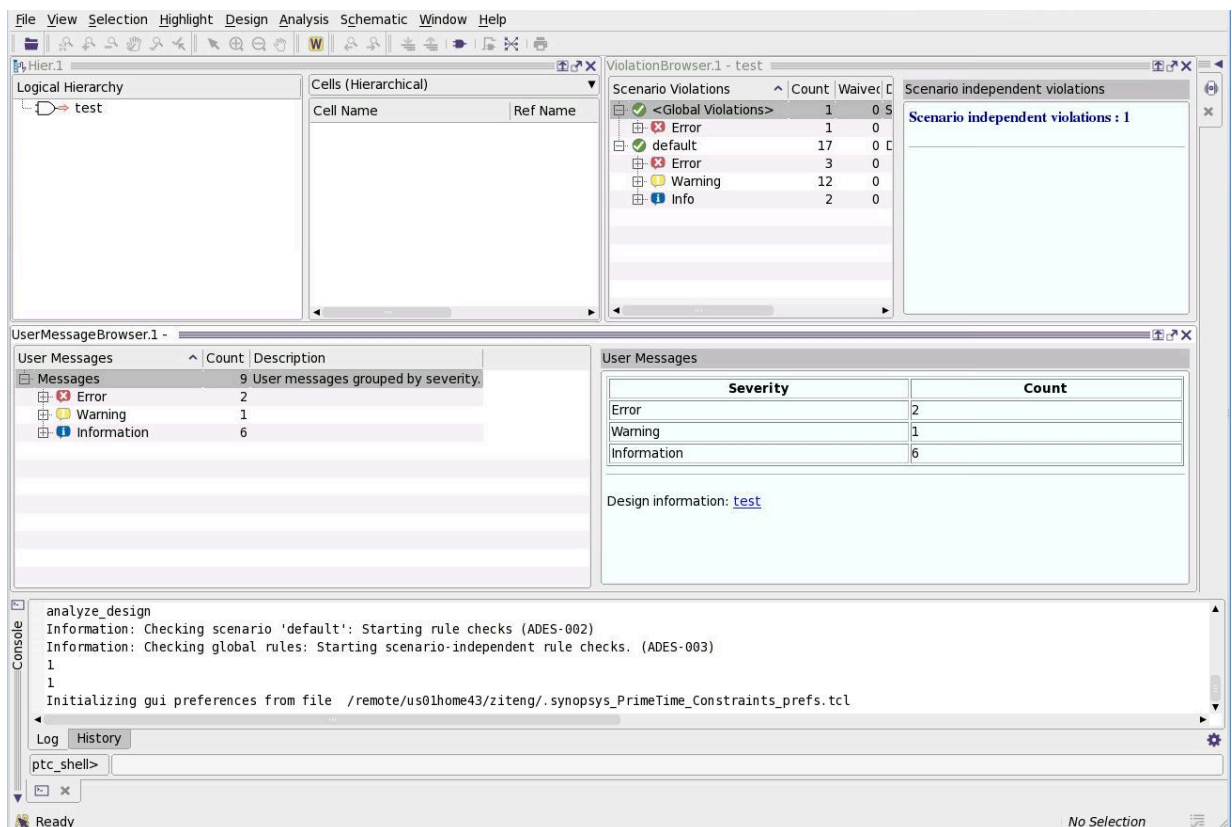 File View Selection Highlight Design Analysis Schematic Window Help
W
Hier.1
Logical Hierarchy
test
Cells (Hierarchical)
Cell Name Ref Name
ViolationBrowser.1 - test
Scenario Violations Count Waived D
<Global Violations> 1 0 S
Error 1 0
default 17 0 D
Error 3 0
Warning 12 0
Info 2 0
Scenario independent violations
Scenario independent violations : 1
UserMessageBrowser.1 -
User Messages Count Description
Messages 9 User messages grouped by severity.
Error 2
Warning 1
Information 6
User Messages
Severity Count
Error 2
Warning 1
Information 6
Design information: test
Console
analyze_design
Information: Checking scenario 'default': Starting rule checks (ADES-002)
Information: Checking global rules: Starting scenario-independent rule checks. (ADES-003)
1
1
Initializing gui preferences from file /remote/us01home43/ziteng/.synopsys_PrimeTime_Constraints_prefs.tcl
Log History
ptc_shell>
Ready
No Selection